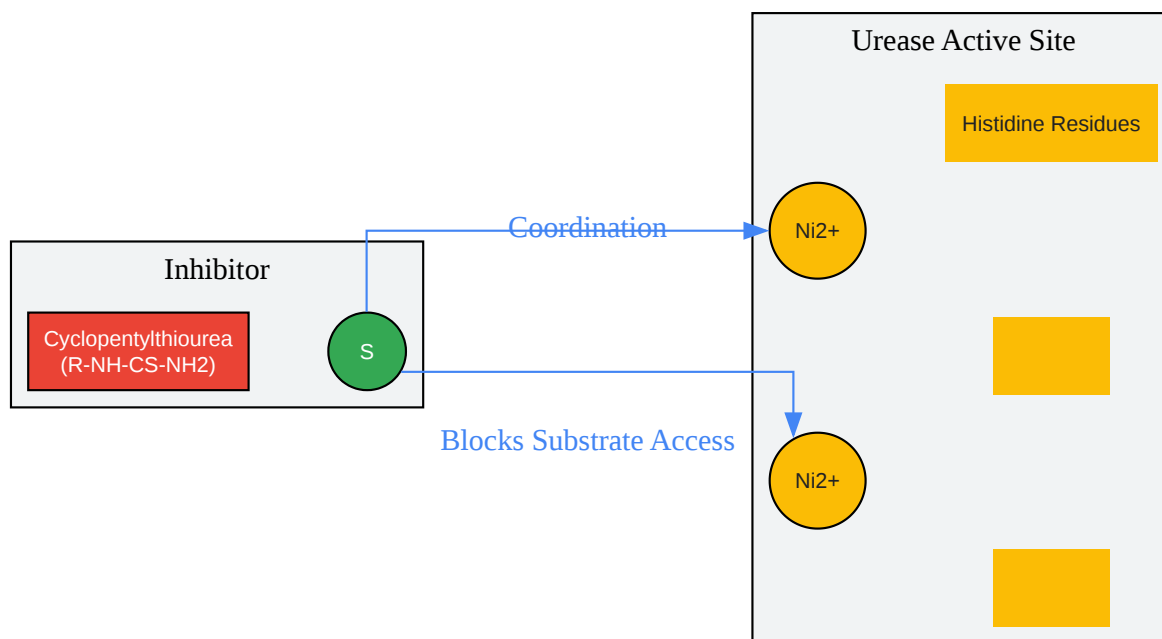 Urease Active Site
Histidine Residues
Coordination
Ni2+
Inhibitor
Cyclopentylthiourea
(R-NH-CS-NH2)
S
Blocks Substrate Access
Ni2+